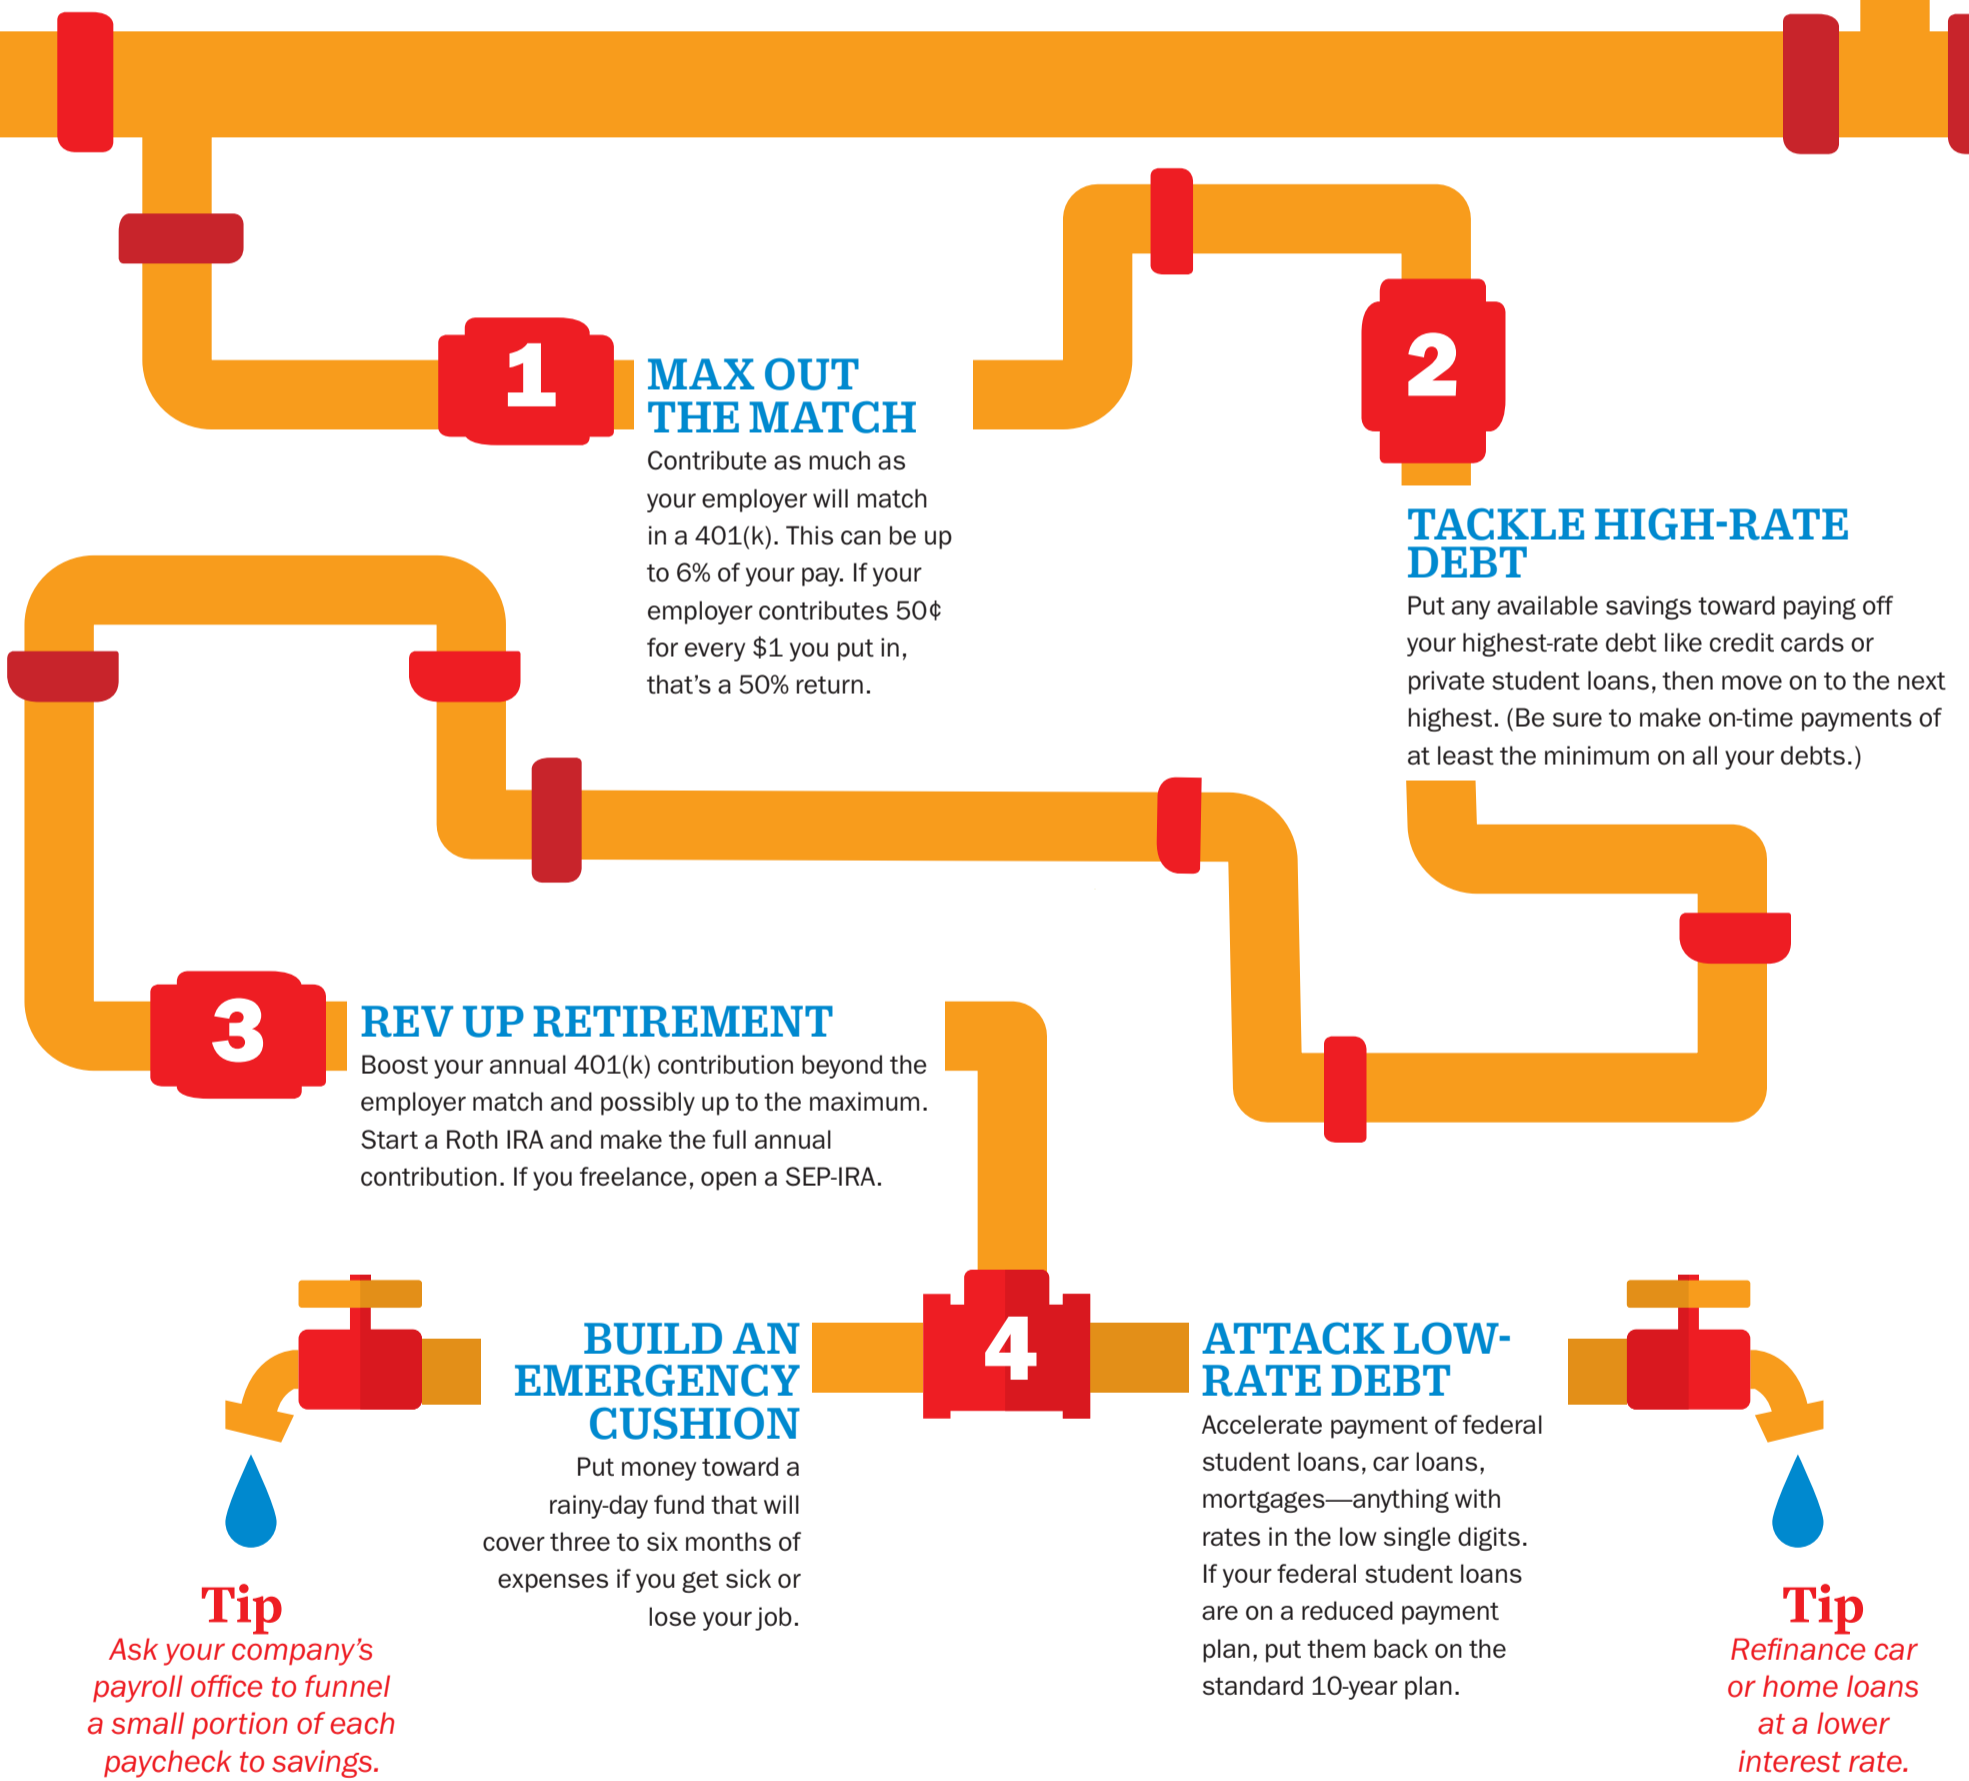 1
MAX OUT
THE MATCH
Contribute as much as
your employer will match
in a 401(k). This can be up
to 6% of your pay. If your
employer contributes 50¢
for every $1 you put in,
that's a 50% return.
2
TACKLE HIGH-RATE
DEBT
Put any available savings toward paying off
your highest-rate debt like credit cards or
private student loans, then move on to the next
highest. (Be sure to make on-time payments of
at least the minimum on all your debts.)
3
REV UP RETIREMENT
Boost your annual 401(k) contribution beyond the
employer match and possibly up to the maximum.
Start a Roth IRA and make the full annual
contribution. If you freelance, open a SEP-IRA.
4
BUILD AN
EMERGENCY
CUSHION
Put money toward a
rainy-day fund that will
cover three to six months of
expenses if you get sick or
lose your job.
Tip
Ask your company's
payroll office to funnel
a small portion of each
paycheck to savings.
ATTACK LOW-
RATE DEBT
Accelerate payment of federal
student loans, car loans,
mortgages—anything with
rates in the low single digits.
If your federal student loans
are on a reduced payment
plan, put them back on the
standard 10-year plan.
Tip
Refinance car
or home loans
at a lower
interest rate.